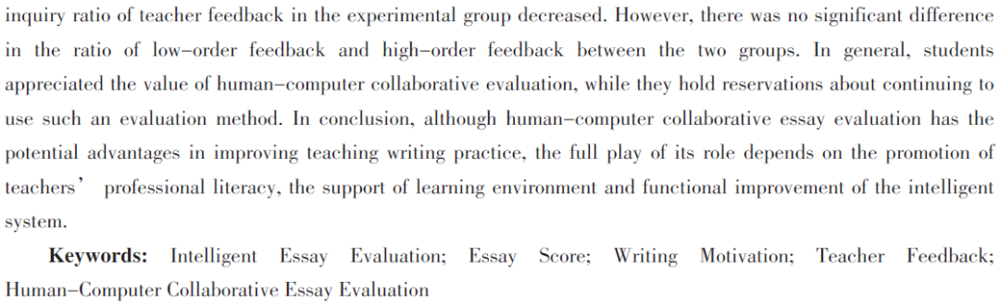 inquiry ratio of teacher feedback in the experimental group decreased. However, there was no significant difference
in the ratio of low-order feedback and high-order feedback between the two groups. In general, students
appreciated the value of human-computer collaborative evaluation, while they hold reservations about continuing to
use such an evaluation method. In conclusion, although human-computer collaborative essay evaluation has the
potential advantages in improving teaching writing practice, the full play of its role depends on the promotion of
teachers’ professional literacy, the support of learning environment and functional improvement of the intelligent
system.
Keywords: Intelligent Essay Evaluation; Essay Score; Writing Motivation; Teacher Feedback;
Human-Computer Collaborative Essay Evaluation